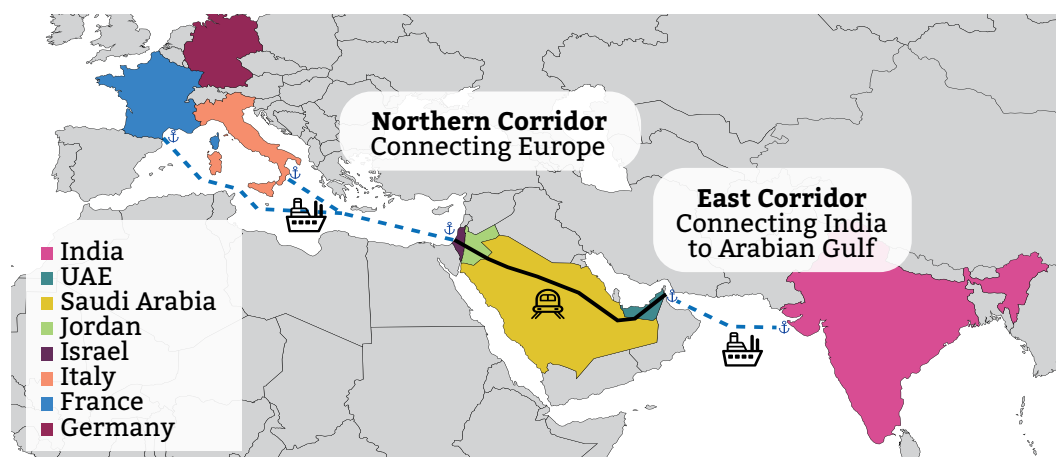 Northern Corridor
Connecting Europe
East Corridor
Connecting India
to Arabian Gulf
India
UAE
Saudi Arabia
Jordan
Israel
Italy
France
Germany